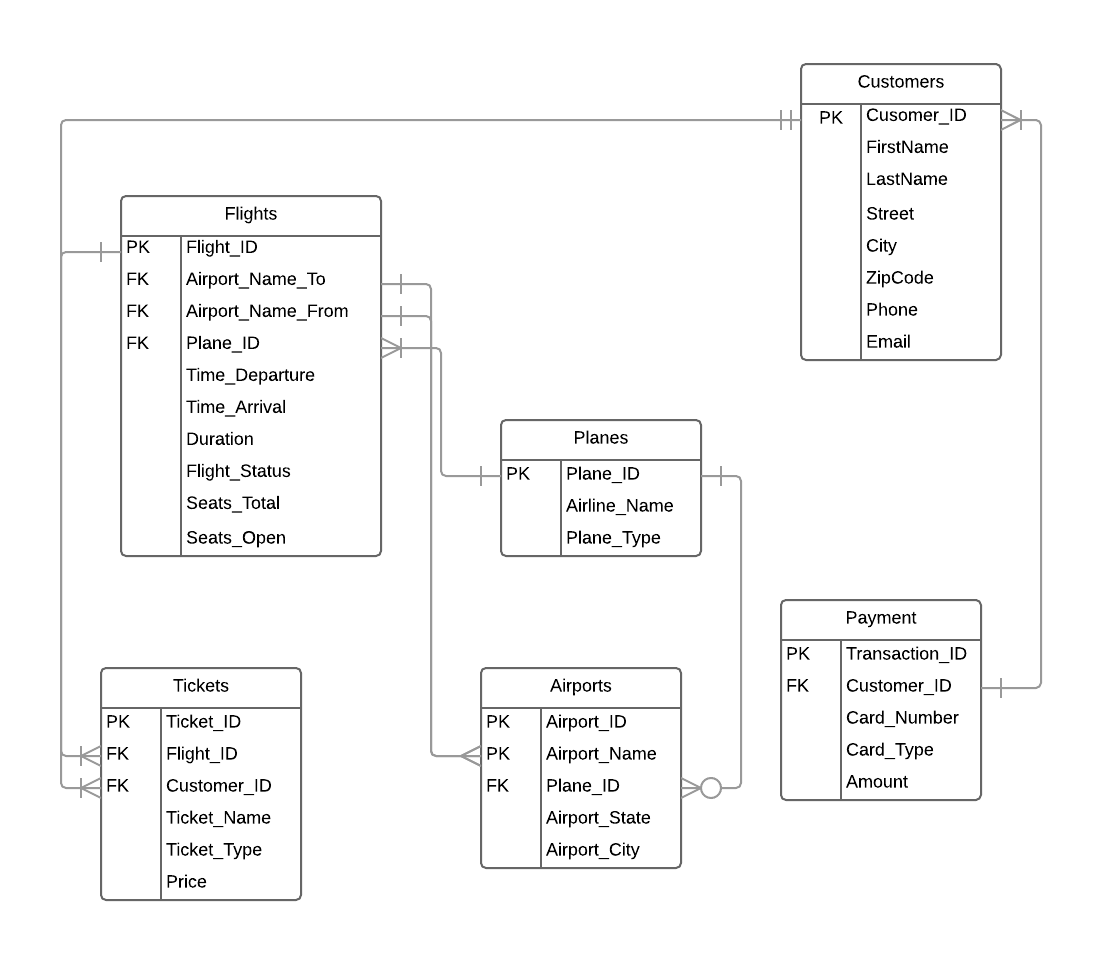 Customers
PK Cusomer_ID
FirstName
LastName
Street
City
ZipCode
Phone
Email
Flights
PK Flight_ID
FK Airport_Name_To
FK Airport_Name_From
FK Plane_ID
Time_Departure
Time_Arrival
Duration
Flight_Status
Seats_Total
Seats_Open
Planes
PK Plane_ID
Airline_Name
Plane_Type
Payment
PK Transaction_ID
FK Customer_ID
Card_Number
Card_Type
Amount
Tickets
PK Ticket_ID
FK Flight_ID
FK Customer_ID
Ticket_Name
Ticket_Type
Price
Airports
PK Airport_ID
PK Airport_Name
FK Plane_ID
Airport_State
Airport_City